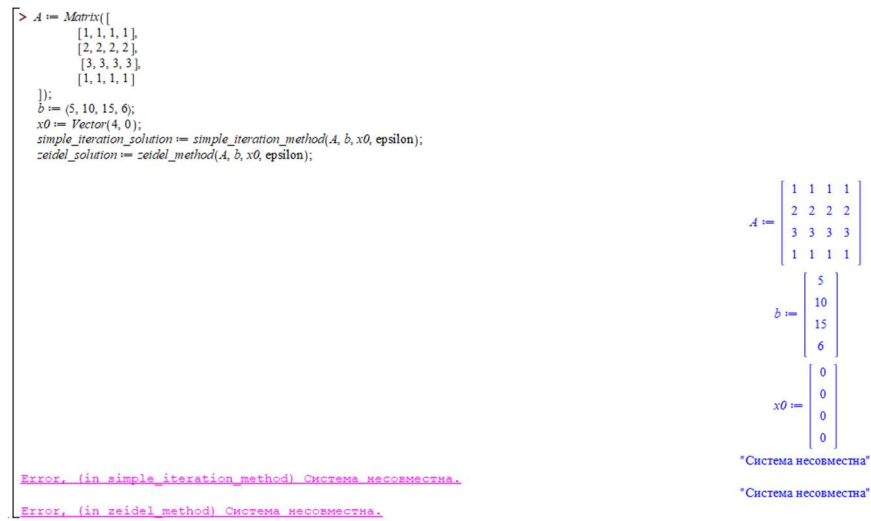 > A := Matrix([
[1, 1, 1, 1],
[2, 2, 2, 2],
[3, 3, 3, 3],
[1, 1, 1, 1]
]);
b := ⟨5, 10, 15, 6⟩;
x0 := Vector(4, 0);
simple_iteration_solution := simple_iteration_method(A, b, x0, epsilon);
zeidel_solution := zeidel_method(A, b, x0, epsilon);
1 1 1 1
2 2 2 2
A :=
3 3 3 3
1 1 1 1
5
10
b :=
15
6
0
0
x0 :=
0
0
"Система несовместна"
Error, (in simple_iteration_method) Система несовместна.
"Система несовместна"
Error, (in zeidel_method) Система несовместна.